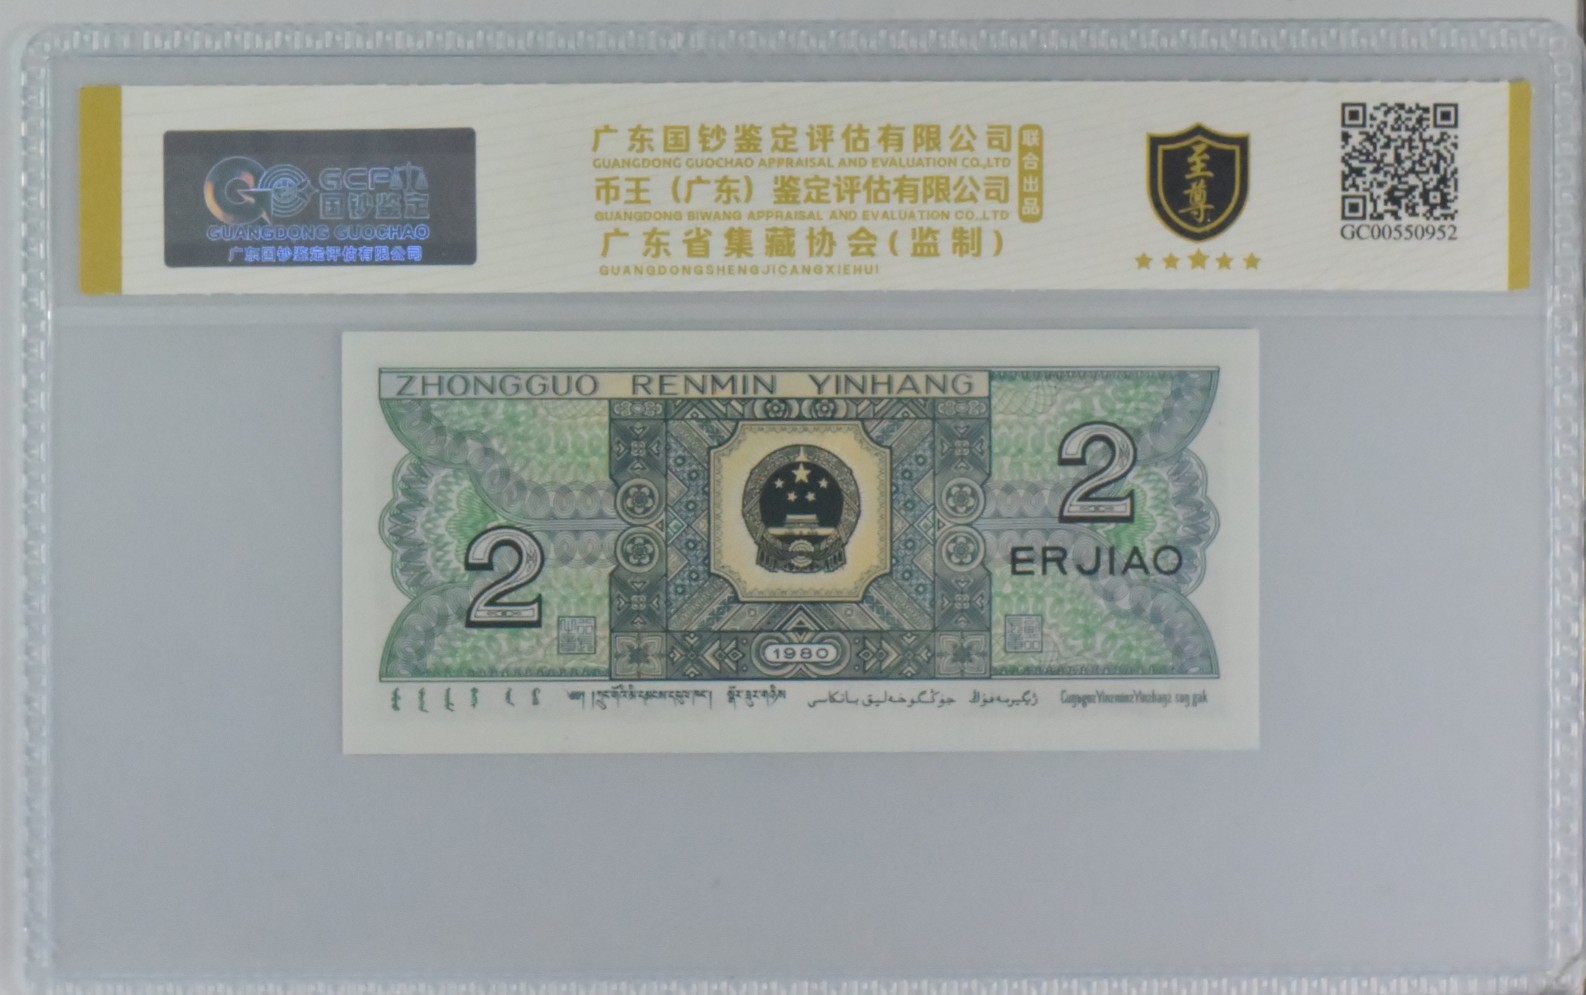 GCP
国钞鉴定
GUANGDONG GUOCHAO
广东国钞鉴定评估有限公司
广东国钞鉴定评估有限公司
GUANGDONG GUOCHAO APPRAISAL AND EVALUATION CO.,LTD
币王（广东）鉴定评估有限公司
GUANGDONG BIWANG APPRAISAL AND EVALUATION CO.,LTD
广东省集藏协会(监制)
GUANGDONGSHENGJICANGXIEHUI
联合出品
至尊
GC00550952
ZHONGGUO RENMIN YINHANG
2
ERJIAO
2
1980